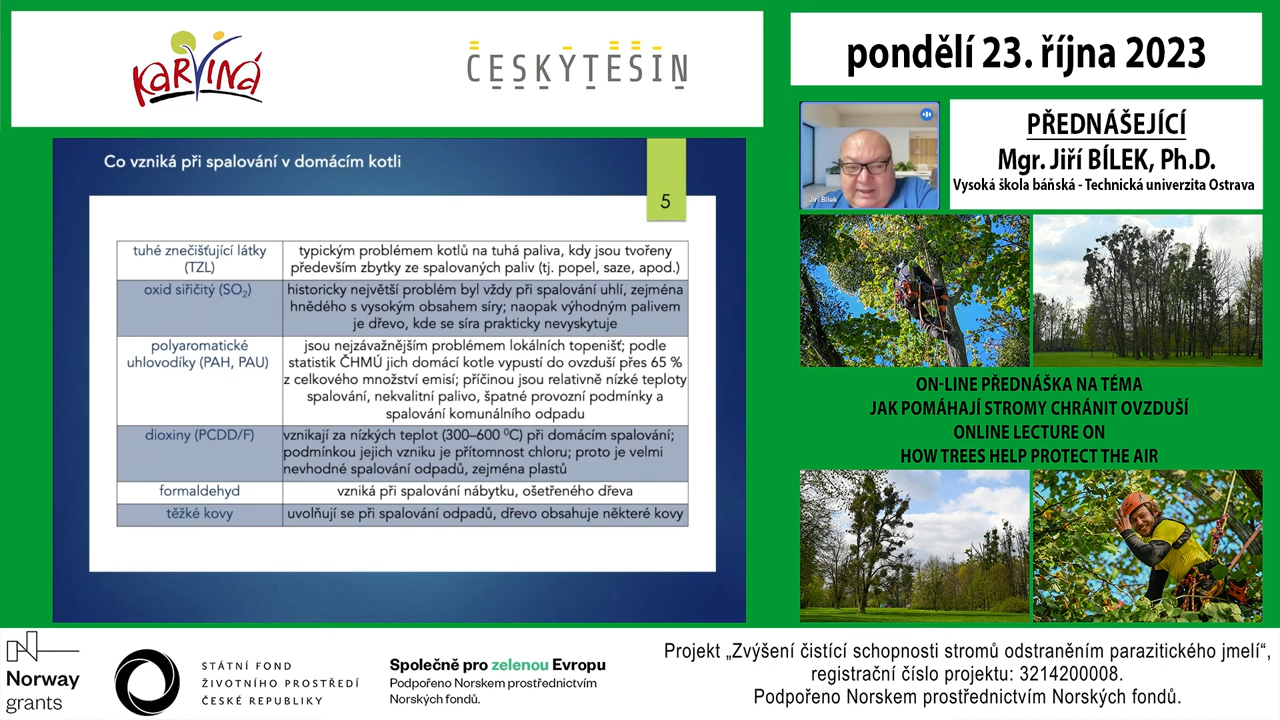 Karviná
ČESKÝ TĚŠÍN
pondělí 23. října 2023
PŘEDNÁŠEJÍCÍ
Mgr. Jiří BÍLEK, Ph.D.
Vysoká škola báňská - Technická univerzita Ostrava
Jiří Bílek
Co vzniká při spalování v domácím kotli
5
tuhé znečišťující látky
(TZL)
typickým problémem kotlů na tuhá paliva, kdy jsou tvořeny
především zbytky ze spalovaných paliv (tj. popel, saze, apod.)
oxid siřičitý (SO2)
historicky největší problém byl vždy při spalování uhlí, zejména
hnědého s vysokým obsahem síry; naopak výhodným palivem
je dřevo, kde se síra prakticky nevyskytuje
polyaromatické
uhlovodíky (PAH, PAU)
jsou nejzávažnějším problémem lokálních topenišť; podle
statistik ČHMÚ jich domácí kotle vypustí do ovzduší přes 65 %
z celkového množství emisí; příčinou jsou relativně nízké teploty
spalování, nekvalitní palivo, špatné provozní podmínky a
spalování komunálního odpadu
dioxiny (PCDD/F)
vznikají za nízkých teplot (300–600 ⁰C) při domácím spalování;
podmínkou jejich vzniku je přítomnost chloru; proto je velmi
nevhodné spalování odpadů, zejména plastů
formaldehyd
vzniká při spalování nábytku, ošetřeného dřeva
těžké kovy
uvolňují se při spalování odpadů, dřevo obsahuje některé kovy
ON-LINE PŘEDNÁŠKA NA TÉMA
JAK POMÁHAJÍ STROMY CHRÁNIT OVZDUŠÍ
ONLINE LECTURE ON
HOW TREES HELP PROTECT THE AIR
Norway
grants
STÁTNÍ FOND
ŽIVOTNÍHO PROSTŘEDÍ
ČESKÉ REPUBLIKY
Společně pro zelenou Evropu
Podpořeno Norskem prostřednictvím
Norských fondů.
Projekt „Zvýšení čistící schopnosti stromů odstraněním parazitického jmelí“,
registrační číslo projektu: 3214200008.
Podpořeno Norskem prostřednictvím Norských fondů.